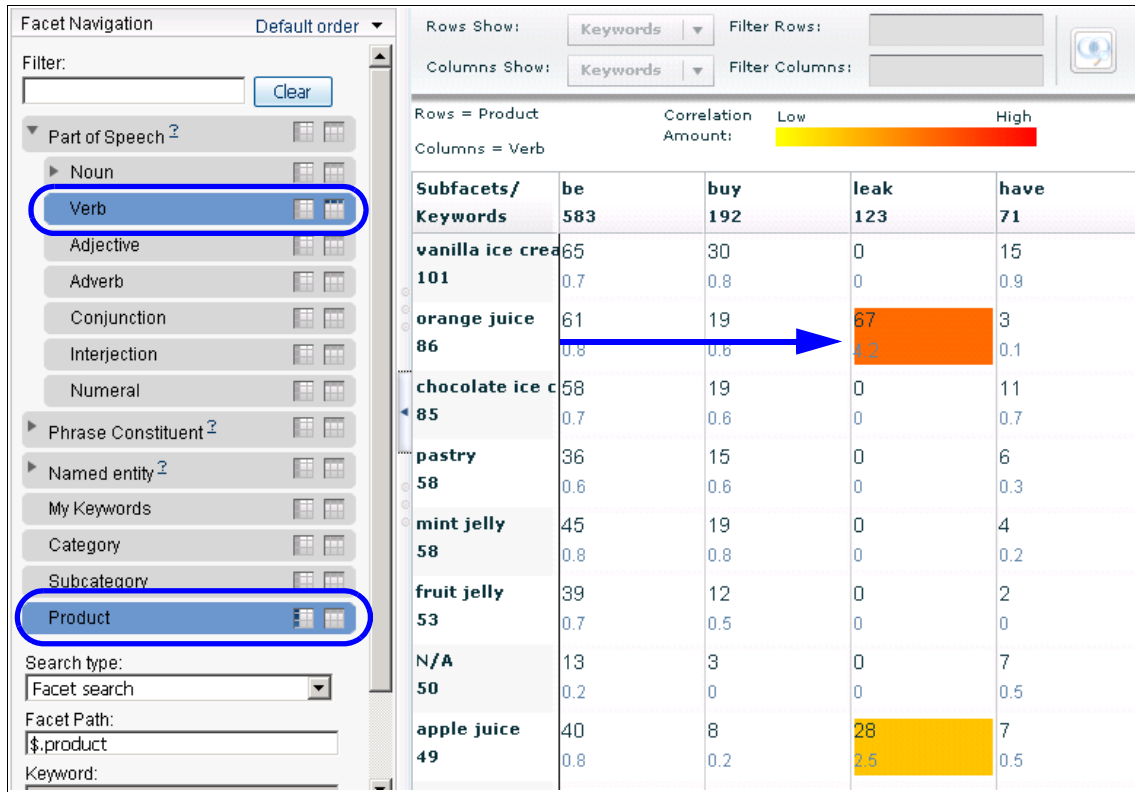 Facet Navigation Default order
Filter:
Clear
Part of Speech ?
Noun
Verb
Adjective
Adverb
Conjunction
Interjection
Numeral
Phrase Constituent ?
Named entity ?
My Keywords
Category
Subcategory
Product
Search type:
Facet search
Facet Path:
$.product
Keyword:
Rows Show: Keywords Filter Rows:
Columns Show: Keywords Filter Columns:
Rows = Product
Columns = Verb
Correlation Amount: Low High
Subfacets/ be buy leak have
Keywords 583 192 123 71
vanilla ice crea 65 30 0 15
101 0.7 0.8 0 0.9
orange juice 61 19 67 3
86 0.8 0.6 4.2 0.1
chocolate ice c 58 19 0 11
85 0.7 0.6 0 0.7
pastry 36 15 0 6
58 0.6 0.6 0 0.3
mint jelly 45 19 0 4
58 0.8 0.8 0 0.2
fruit jelly 39 12 0 2
53 0.7 0.5 0 0
N/A 13 3 0 7
50 0.2 0 0 0.5
apple juice 40 8 28 7
49 0.8 0.2 2.5 0.5